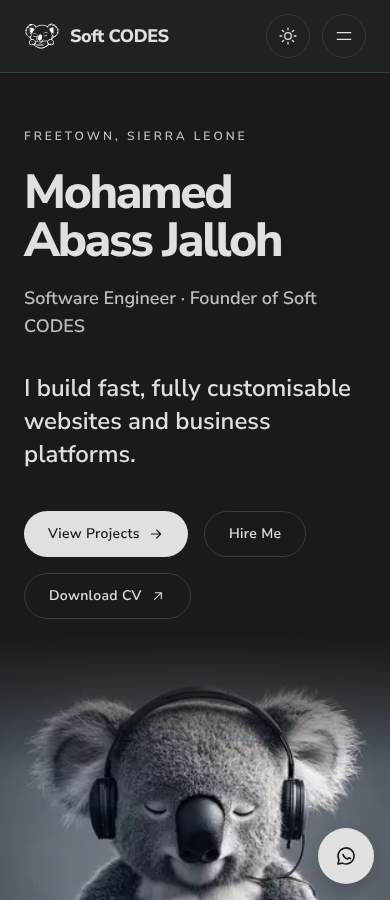 Soft CODES
FREETOWN, SIERRA LEONE
Mohamed
Abass Jalloh
Software Engineer · Founder of Soft
CODES
I build fast, fully customisable
websites and business
platforms.
View Projects →
Hire Me
Download CV ↗